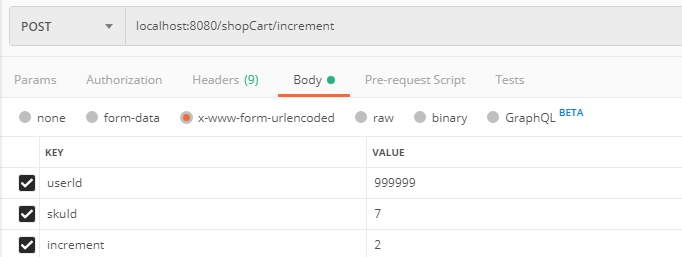 POST localhost:8080/shopCart/increment
Params Authorization Headers (9) Body Pre-request Script Tests
none form-data x-www-form-urlencoded raw binary GraphQL BETA
KEY VALUE
userId 999999
skuId 7
increment 2